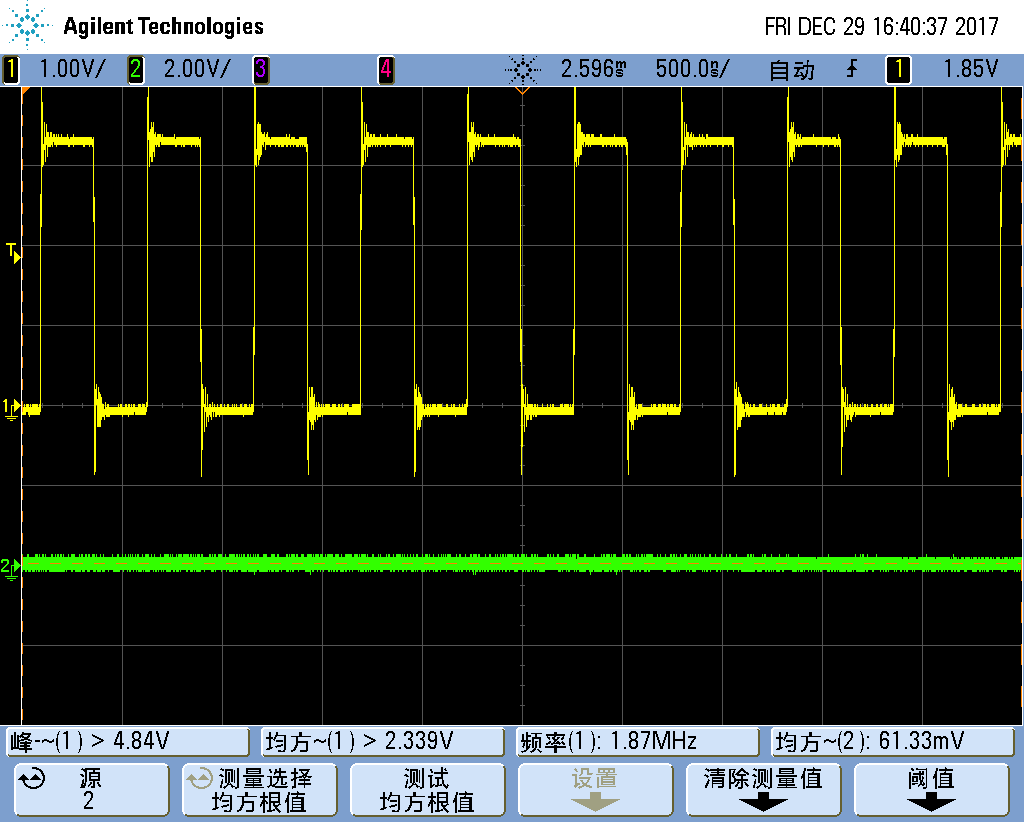 Agilent Technologies
FRI DEC 29 16:40:37 2017
1 1.00V/ 2 2.00V/ 3 4 2.596ms 500.0ns/ 自动 1 1.85V
T
1
2
峰-~(1) > 4.84V 均方~(1) > 2.339V 频率(1): 1.87MHz 均方~(2): 61.33mV
源 测量选择 测试 设置 清除测量值 阈值
2 均方根值 均方根值